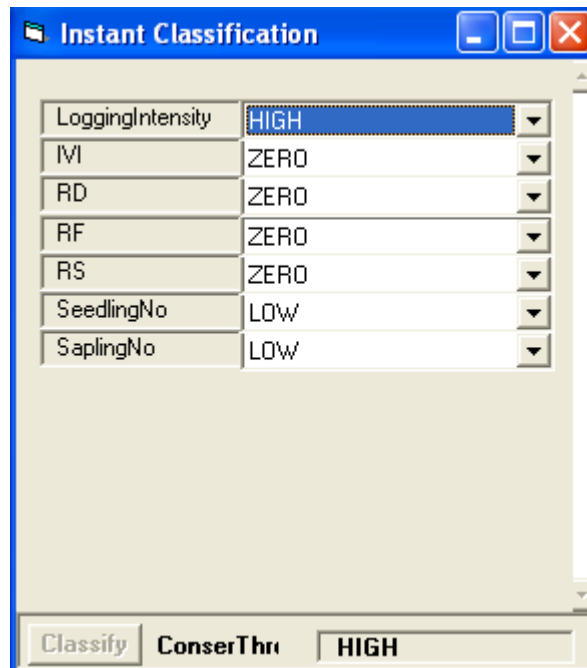 Instant Classification
LoggingIntensity HIGH
IVI ZERO
RD ZERO
RF ZERO
RS ZERO
SeedlingNo LOW
SaplingNo LOW
Classify ConserThr HIGH